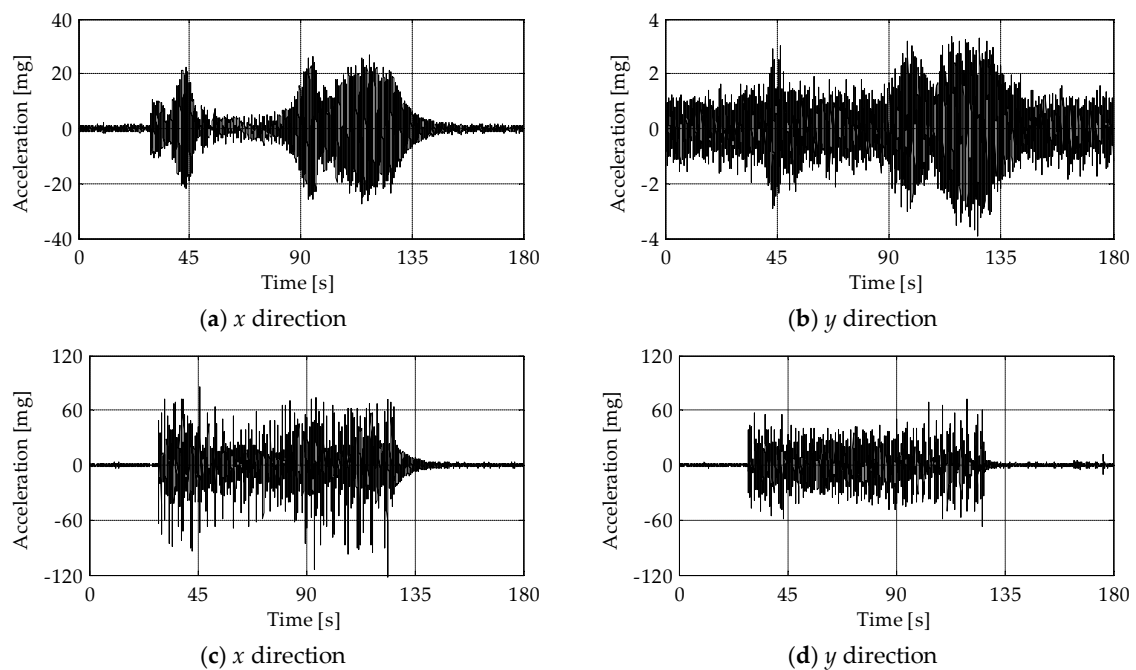 40
20
0
-20
-40
Acceleration [mg]
0 45 90 135 180
Time [s]
(a) x direction
4
2
0
-2
-4
Acceleration [mg]
0 45 90 135 180
Time [s]
(b) y direction
120
60
0
-60
-120
Acceleration [mg]
0 45 90 135 180
Time [s]
(c) x direction
120
60
0
-60
-120
Acceleration [mg]
0 45 90 135 180
Time [s]
(d) y direction